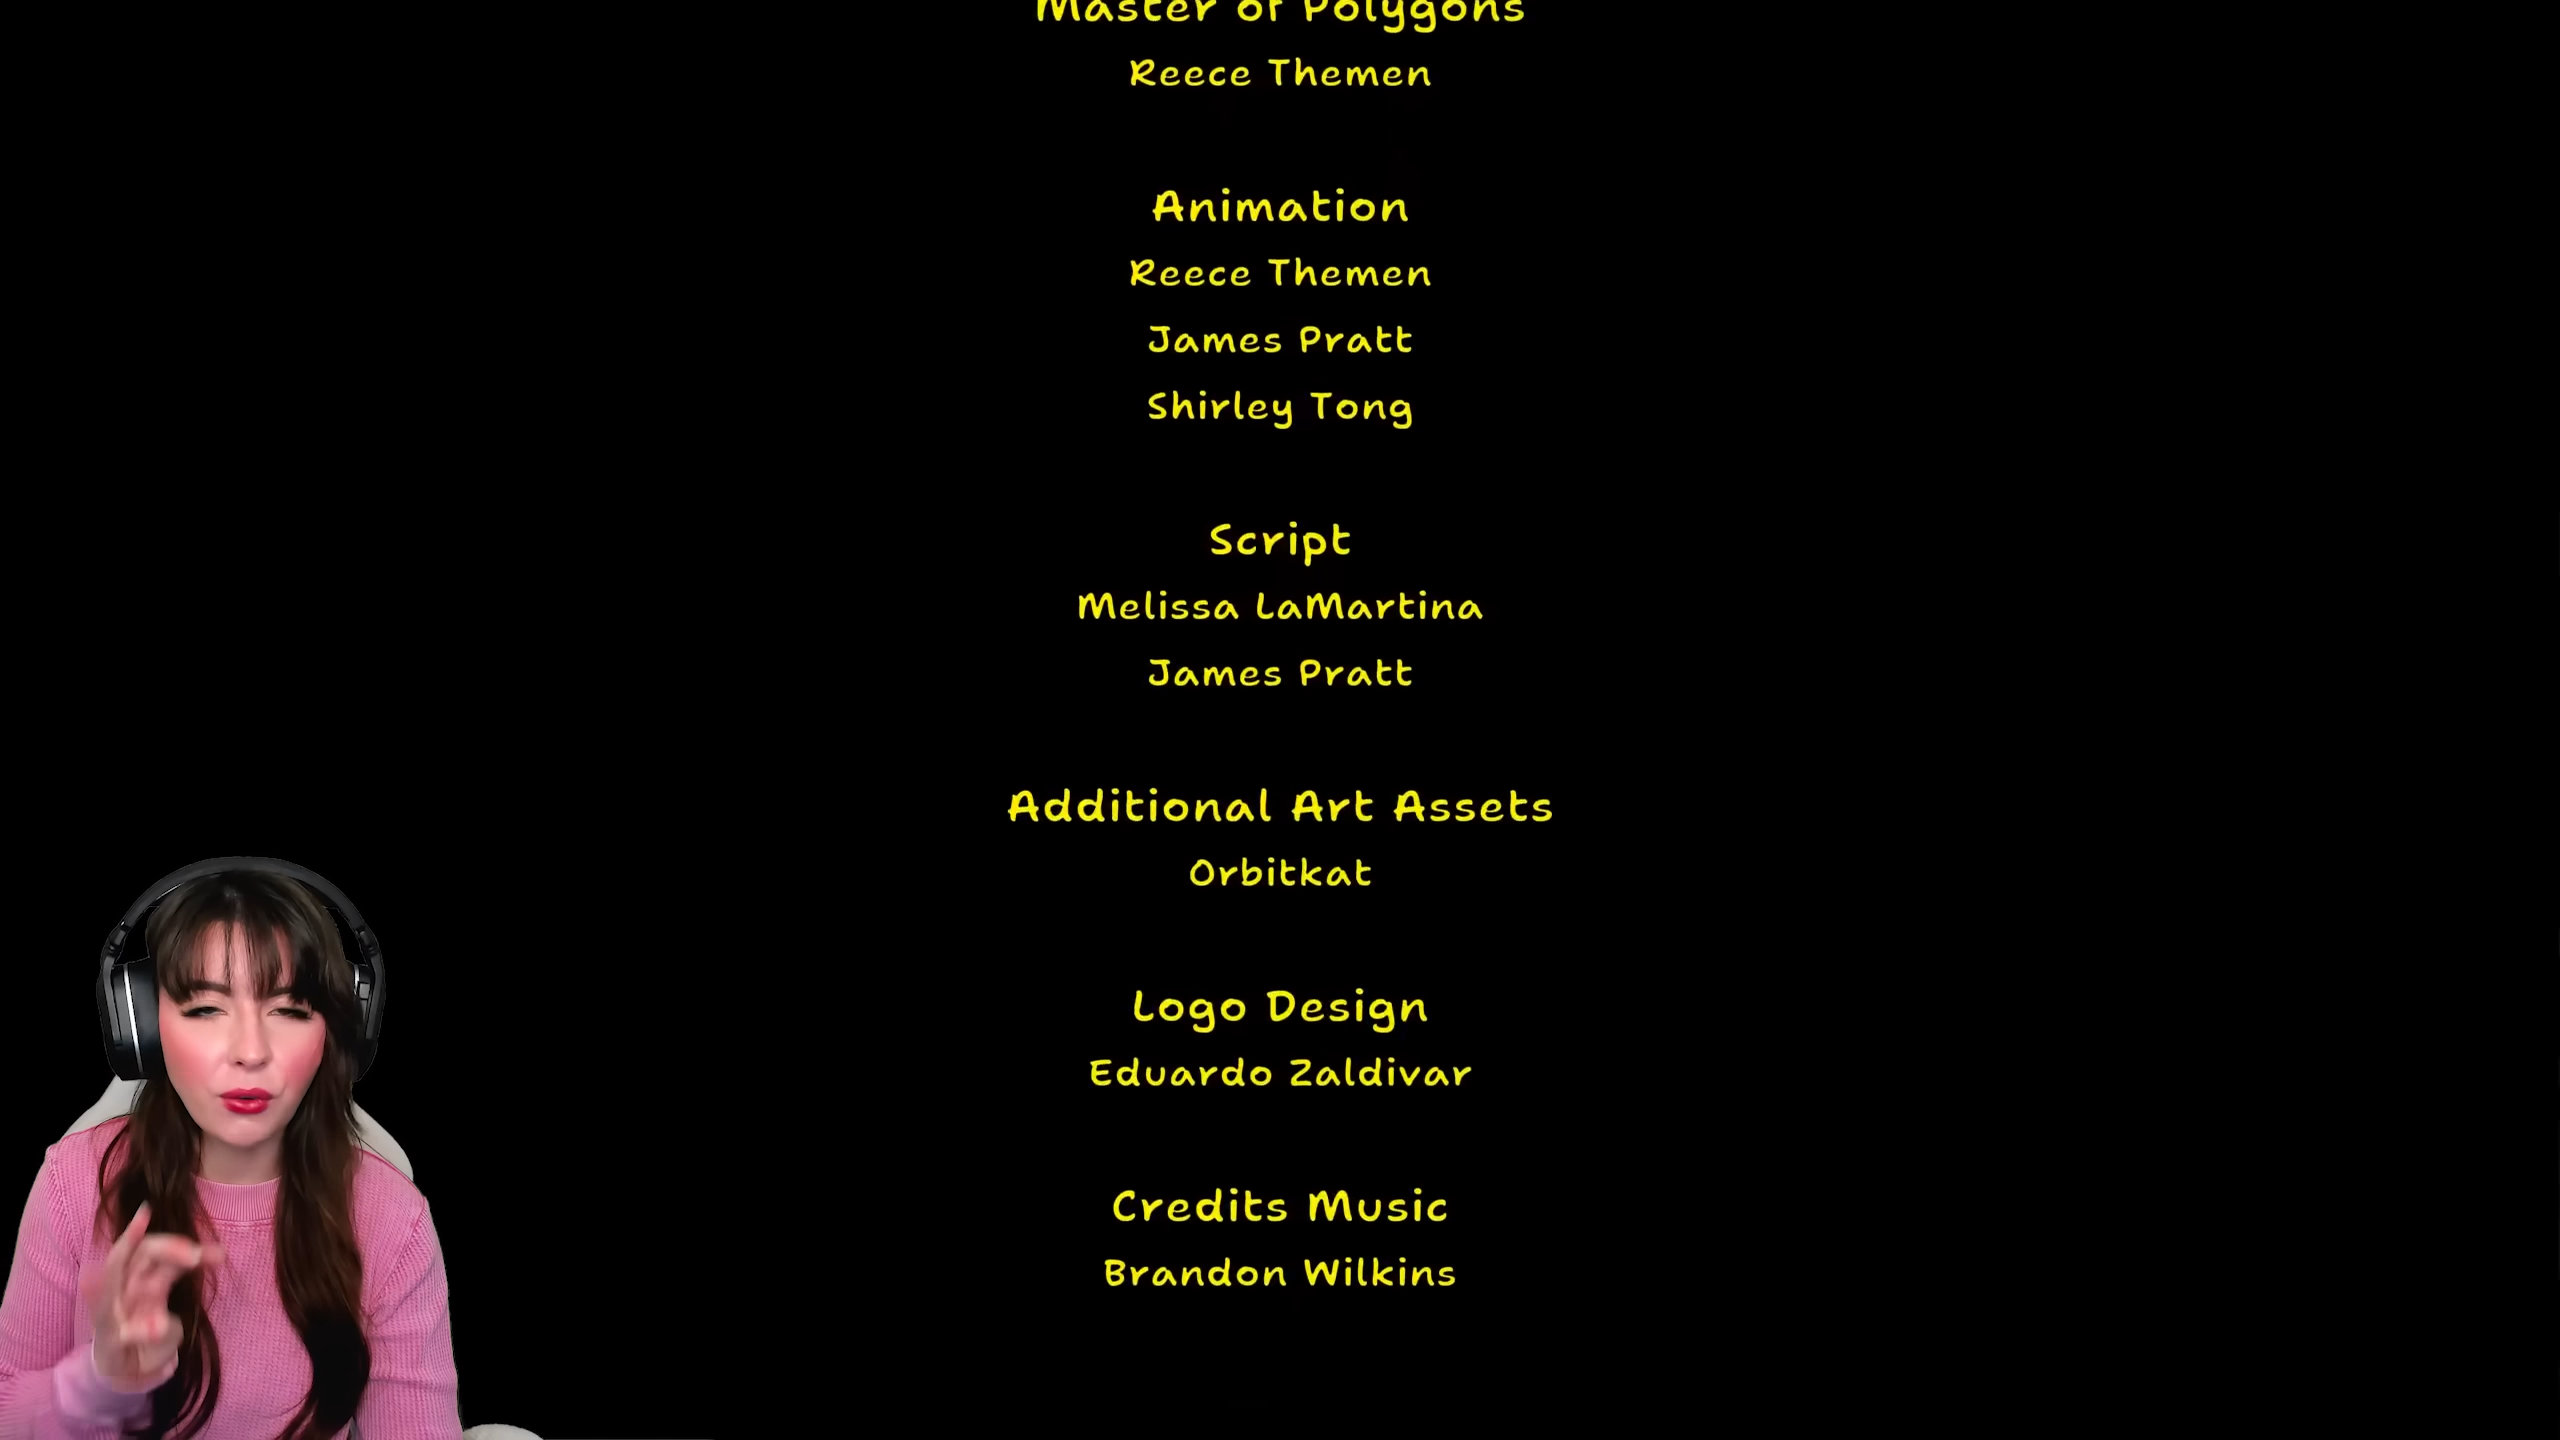 Master of Polygons
Reece Themen
Animation
Reece Themen
James Pratt
Shirley Tong
Script
Melissa LaMartina
James Pratt
Additional Art Assets
Orbitkat
Logo Design
Eduardo Zaldivar
Credits Music
Brandon Wilkins